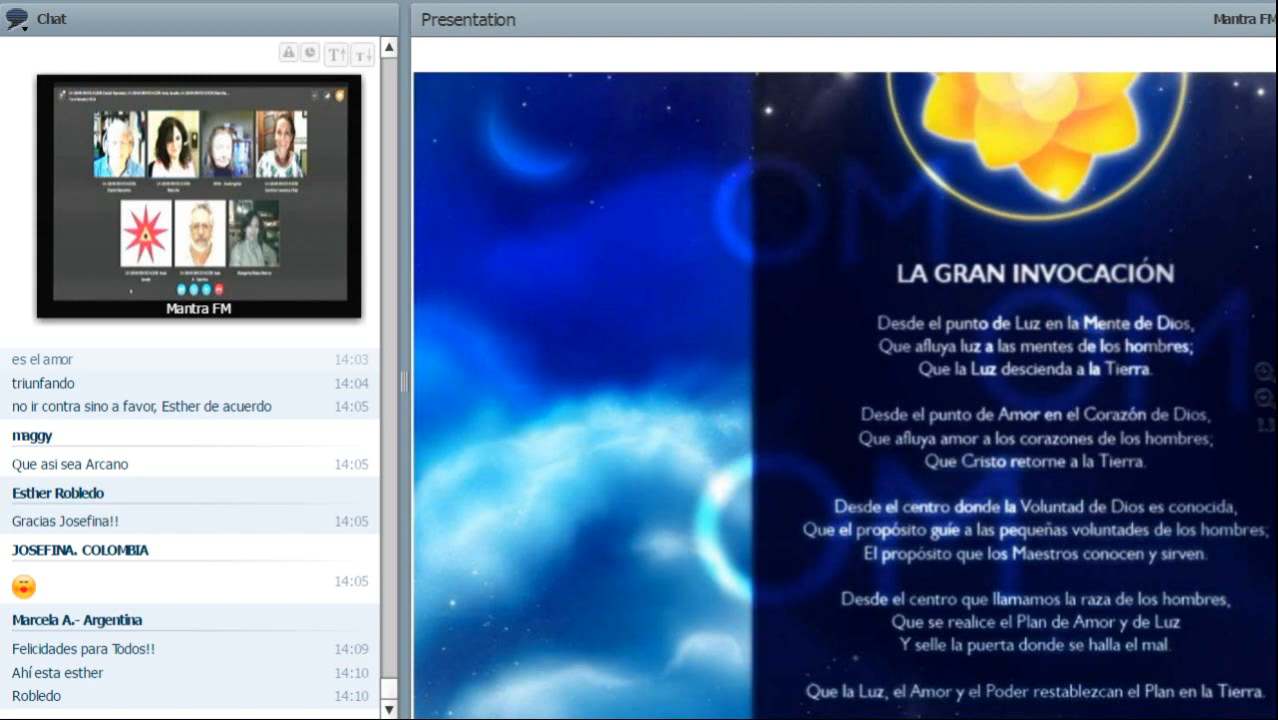 Chat
Mantra FM
es el amor 14:03
triunfando 14:04
no ir contra sino a favor, Esther de acuerdo 14:05
maggy
Que asi sea Arcano 14:05
Esther Robledo
Gracias Josefina!! 14:05
JOSEFINA. COLOMBIA
14:05
Marcela A.- Argentina
Felicidades para Todos!! 14:09
Ahí esta esther 14:10
Robledo 14:10
Presentation
Mantra FM
OM
OM
OM
LA GRAN INVOCACIÓN
Desde el punto de Luz en la Mente de Dios,
Que afluya luz a las mentes de los hombres;
Que la Luz descienda a la Tierra.
Desde el punto de Amor en el Corazón de Dios,
Que afluya amor a los corazones de los hombres;
Que Cristo retorne a la Tierra.
Desde el centro donde la Voluntad de Dios es conocida,
Que el propósito guíe a las pequeñas voluntades de los hombres;
El propósito que los Maestros conocen y sirven.
Desde el centro que llamamos la raza de los hombres,
Que se realice el Plan de Amor y de Luz
Y selle la puerta donde se halla el mal.
Que la Luz, el Amor y el Poder restablezcan el Plan en la Tierra.